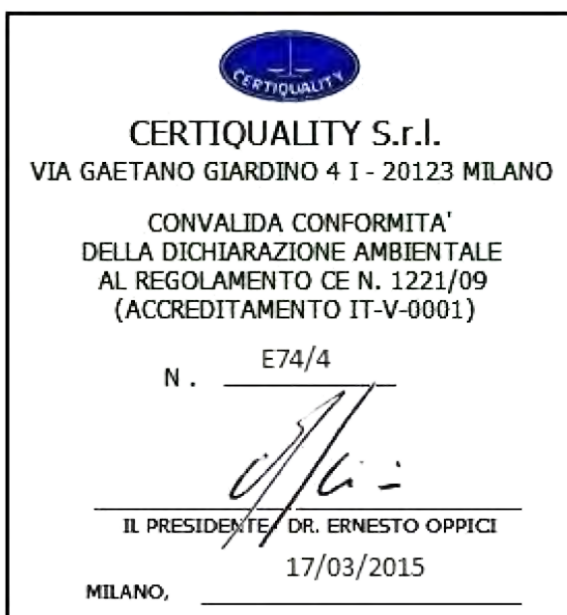 CERTIQUALITY
CERTIQUALITY S.r.l.
VIA GAETANO GIARDINO 4 I - 20123 MILANO
CONVALIDA CONFORMITA'
DELLA DICHIARAZIONE AMBIENTALE
AL REGOLAMENTO CE N. 1221/09
(ACCREDITAMENTO IT-V-0001)
N . E74/4
IL PRESIDENTE DR. ERNESTO OPPICI
MILANO, 17/03/2015